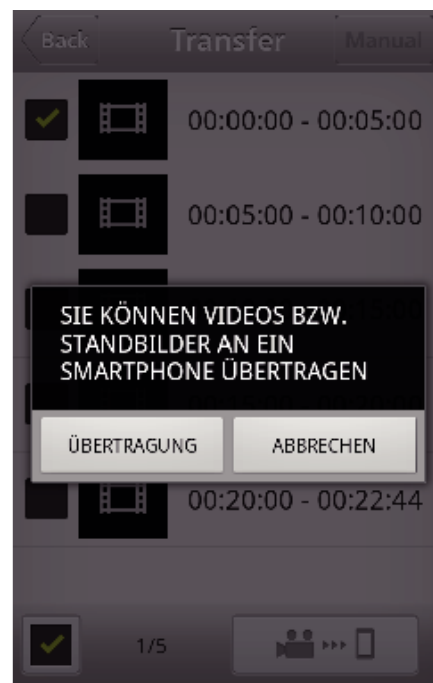 Back Transfer Manual
00:00:00 - 00:05:00
00:05:00 - 00:10:00
SIE KÖNNEN VIDEOS BZW.
STANDBILDER AN EIN
SMARTPHONE ÜBERTRAGEN
ÜBERTRAGUNG ABBRECHEN
00:20:00 - 00:22:44
1/5